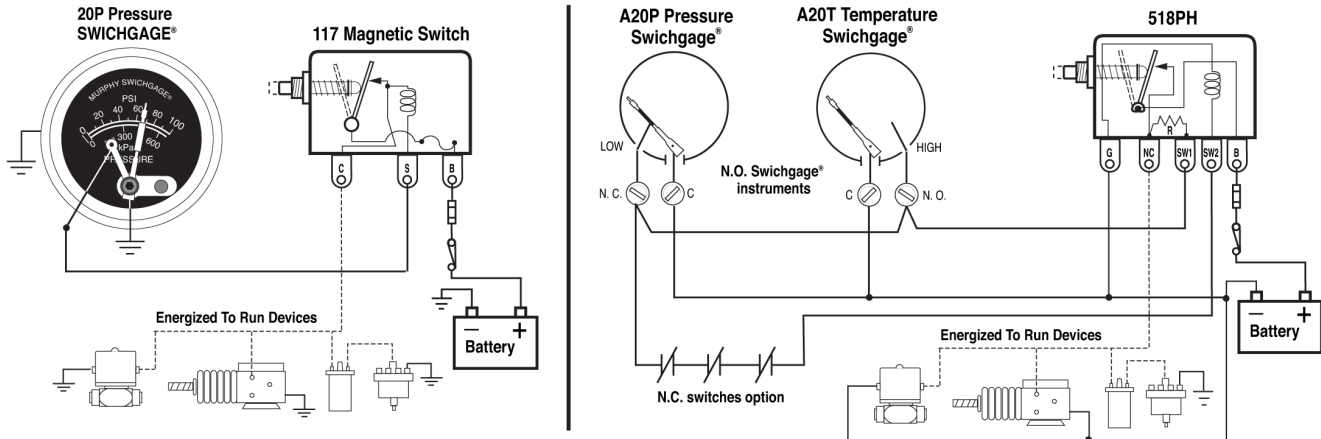 20P Pressure
SWICHGAGE®
117 Magnetic Switch
MURPHY SWICHGAGE®
PSI
0 20 40 60 80 100
0 300 600
kPa
PRESSURE
C S B
Energized To Run Devices
– +
Battery
A20P Pressure
Swichgage®
A20T Temperature
Swichgage®
518PH
LOW
HIGH
N.O. Swichgage®
instruments
N. C. C
C N. O.
R
G NC SW1 SW2 B
N.C. switches option
Energized To Run Devices
– +
Battery